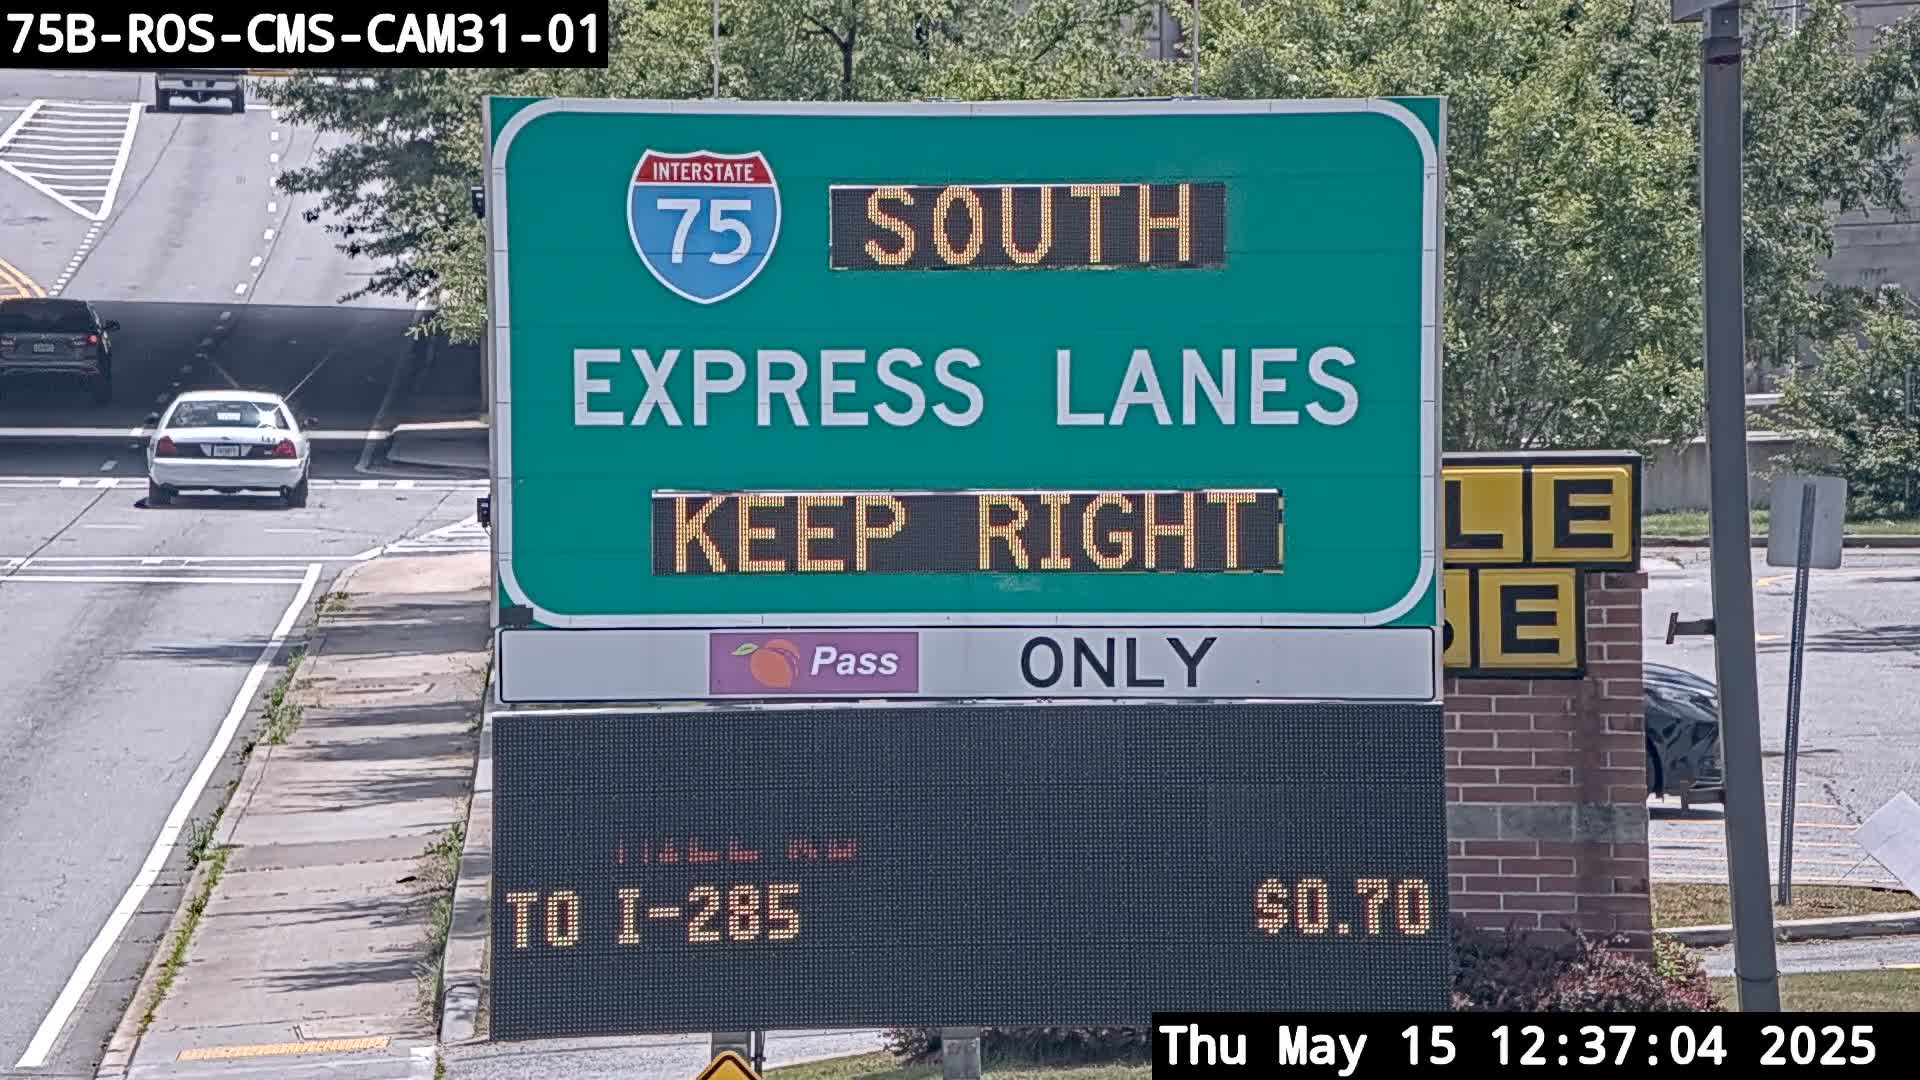 75B-ROS-CMS-CAM31-01
INTERSTATE
75
SOUTH
EXPRESS LANES
KEEP RIGHT
LE
E
Pass ONLY
TO I-285 $0.70
Thu May 15 12:37:04 2025